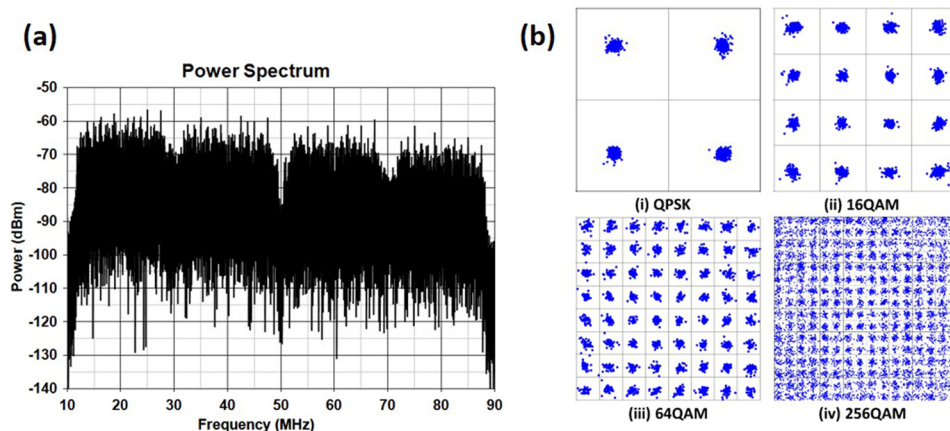 (a)
Power Spectrum
-50
-60
-70
-80
-90
-100
-110
-120
-130
-140
Power (dBm)
10 20 30 40 50 60 70 80 90
Frequency (MHz)
(b)
(i) QPSK
(ii) 16QAM
(iii) 64QAM
(iv) 256QAM